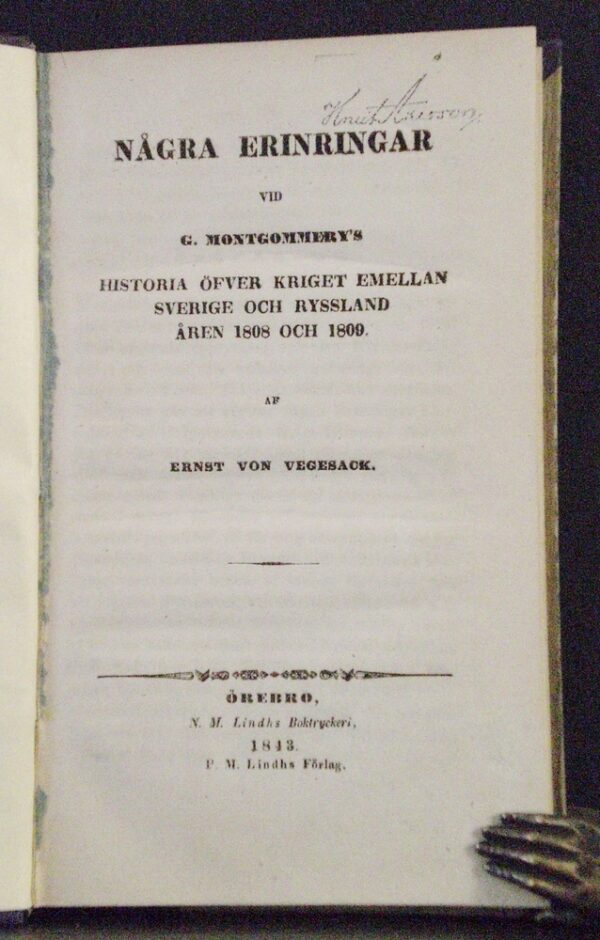 Knut
NÅGRA ERINRINGAR
VID
G. MONTGOMMERY'S
HISTORIA ÖFVER KRIGET EMELLAN
SVERIGE OCH RYSSLAND
ÅREN 1808 OCH 1809.
AF
ERNST VON VEGESACK.
ÖREBRO,
N. M. Lindhs Boktryckeri,
1843.
P. M. Lindhs Förlag.